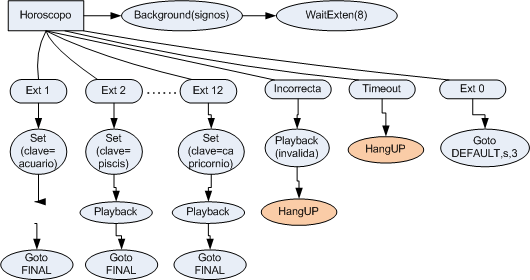 Horoscopo
Background(signos)
WaitExten(8)
Ext 1
Ext 2
......
Ext 12
Incorrecta
Timeout
Ext 0
Set
(clave=
acuario)
Set
(clave=
piscis)
Set
(clave=ca
pricornio)
Playback
(invalida)
HangUP
Goto
DEFAULT,s,3
Playback
Playback
HangUP
Goto
FINAL
Goto
FINAL
Goto
FINAL